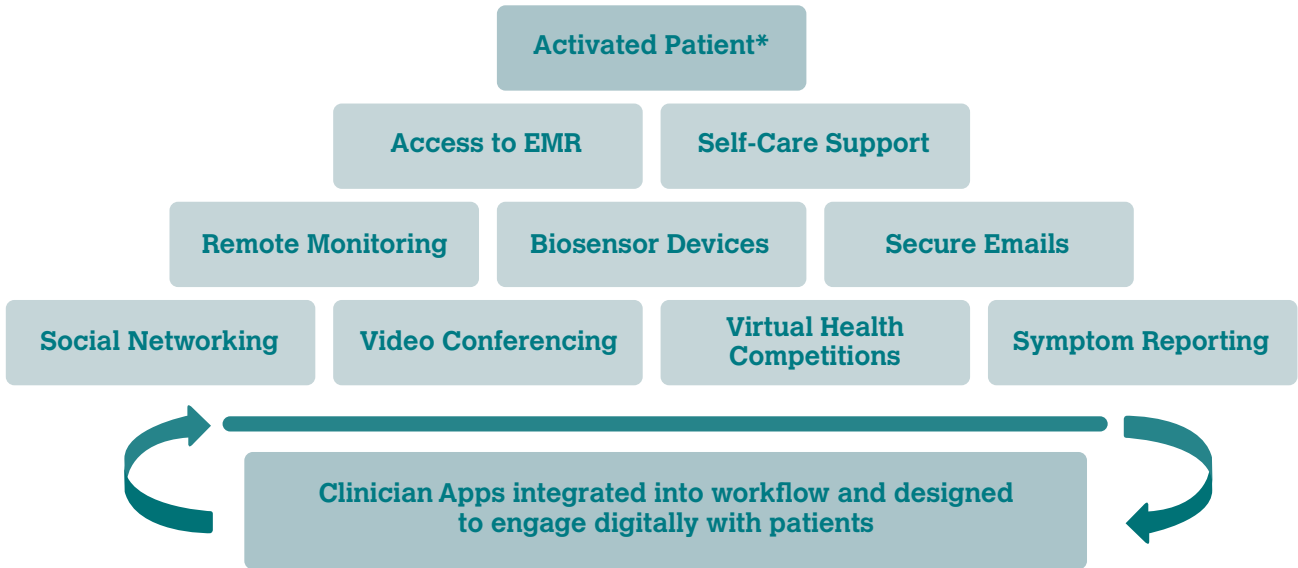 Activated Patient*
Access to EMR
Self-Care Support
Remote Monitoring
Biosensor Devices
Secure Emails
Social Networking
Video Conferencing
Virtual Health
Competitions
Symptom Reporting
Clinician Apps integrated into workflow and designed
to engage digitally with patients